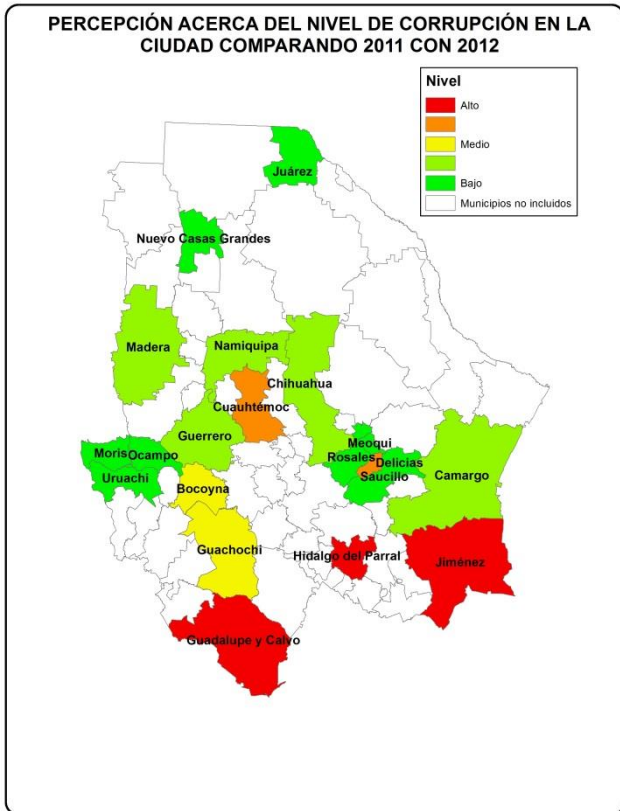 PERCEPCIÓN ACERCA DEL NIVEL DE CORRUPCIÓN EN LA
CIUDAD COMPARANDO 2011 CON 2012
Nivel
Alto
Medio
Bajo
Municipios no incluidos
Juárez
Nuevo Casas Grandes
Madera
Namiquipa
Chihuahua
Cuauhtémoc
Guerrero
Meoqui
Moris
Ocampo
Rosales
Delicias
Uruachi
Saucillo
Camargo
Bocoyna
Guachochi
Hidalgo del Parral
Jiménez
Guadalupe y Calvo